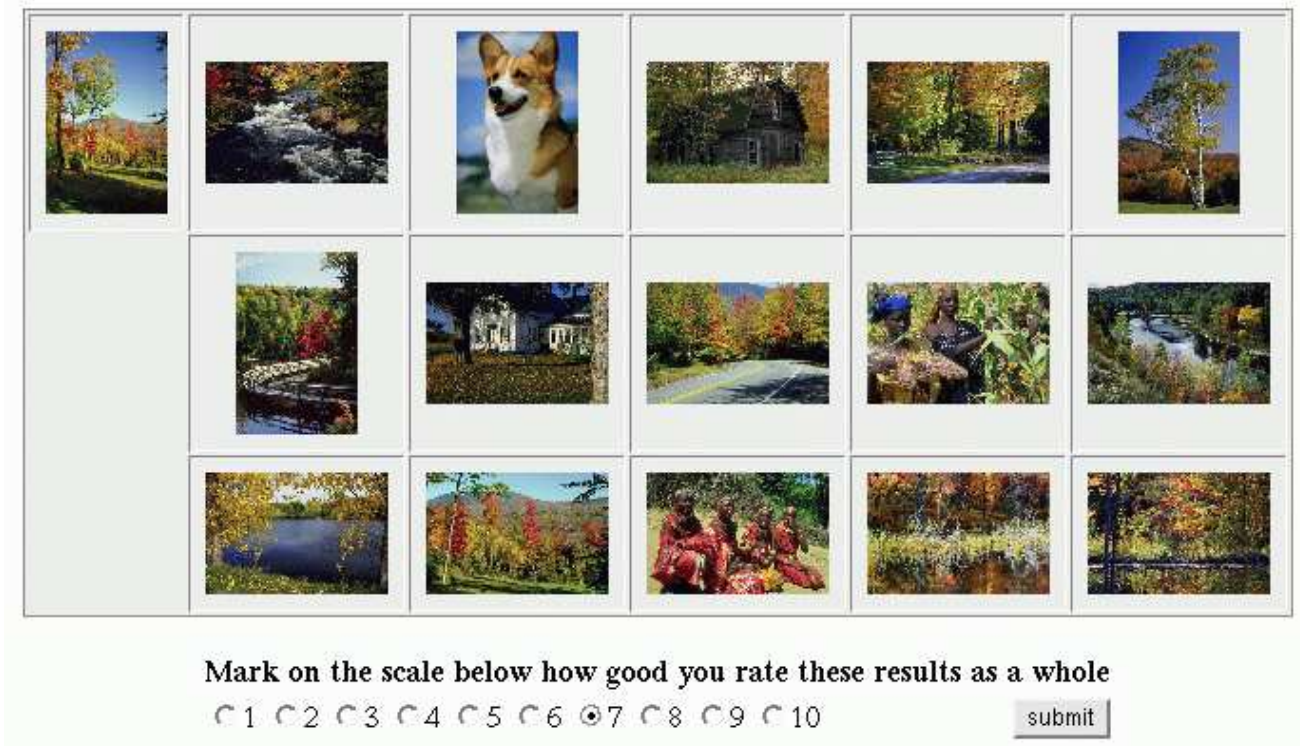 Mark on the scale below how good you rate these results as a whole
1 2 3 4 5 6 7 8 9 10 submit